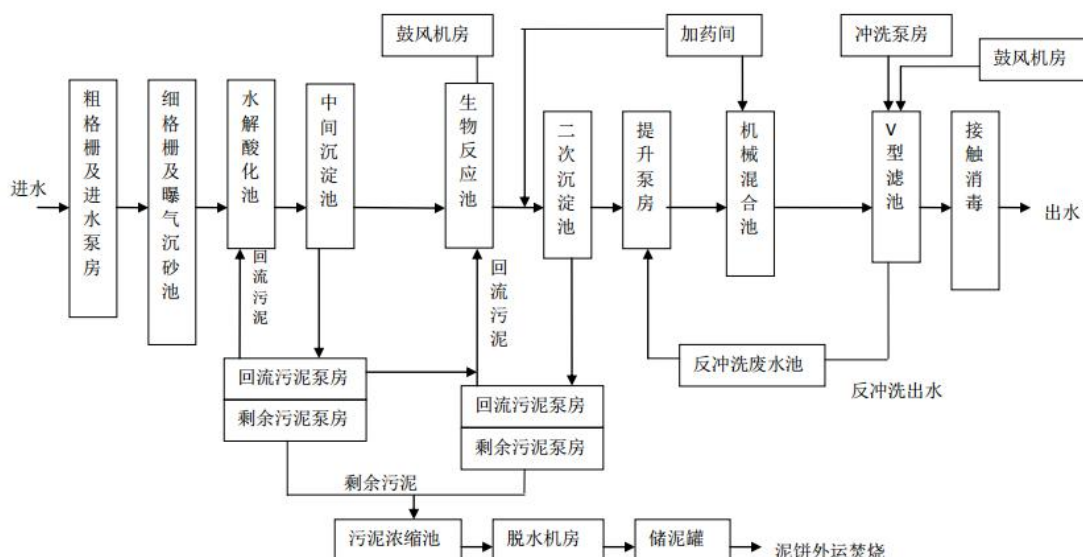 鼓风机房
加药间
冲洗泵房
鼓风机房
进水
粗格栅及进水泵房
细格栅及曝气沉砂池
水解酸化池
中间沉淀池
生物反应池
二次沉淀池
提升泵房
机械混合池
V型滤池
接触消毒
出水
回流污泥
回流污泥
回流污泥泵房
剩余污泥泵房
回流污泥泵房
剩余污泥泵房
反冲洗废水池
反冲洗出水
剩余污泥
污泥浓缩池
脱水机房
储泥罐
泥饼外运焚烧